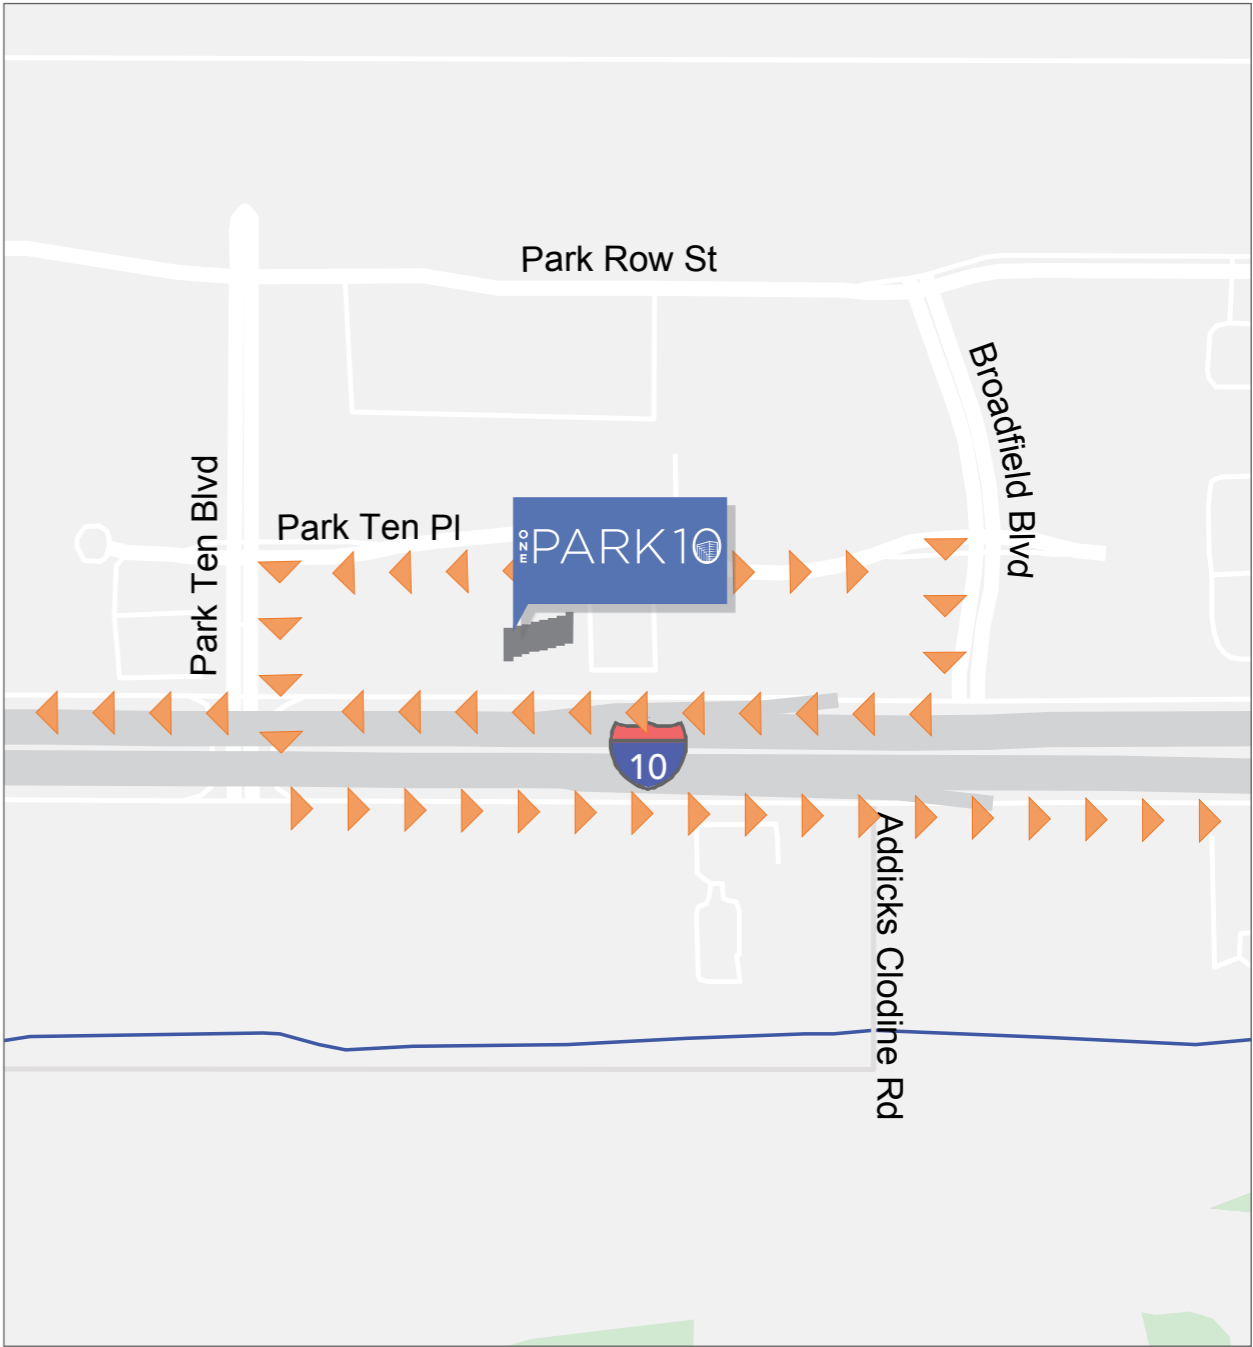 Park Row St
Broadfield Blvd
Park Ten Blvd
Park Ten Pl
ONE PARK10
10
Addicks Clodine Rd